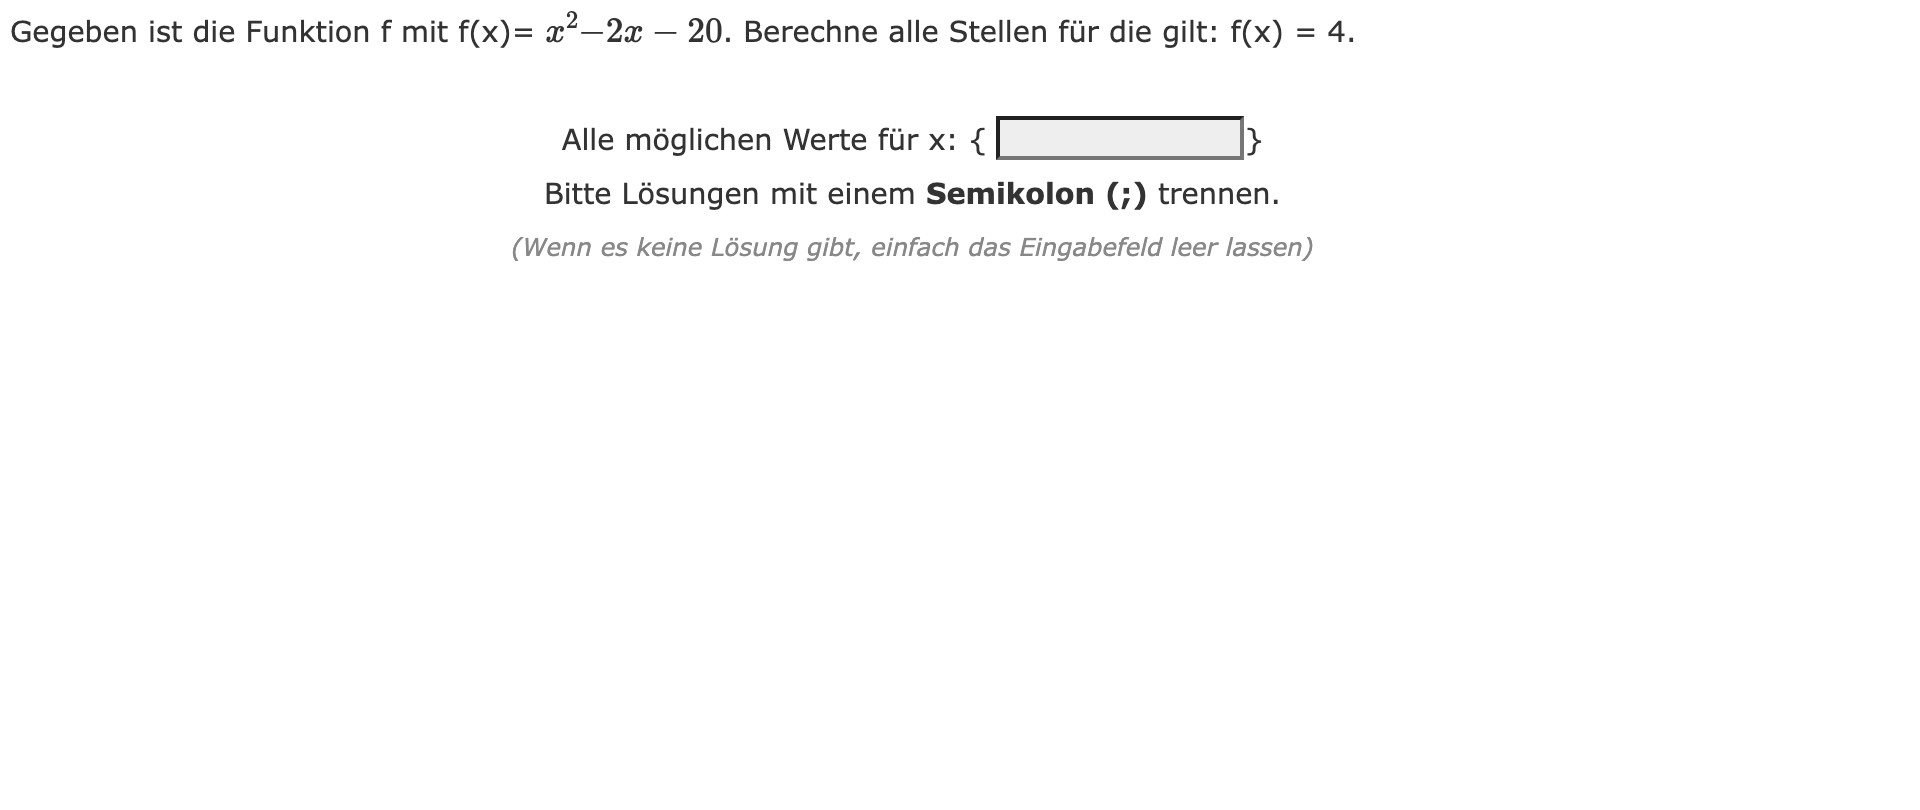 Gegeben ist die Funktion f mit f(x)= x²−2x − 20. Berechne alle Stellen für die gilt: f(x) = 4.
Alle möglichen Werte für x: { }
Bitte Lösungen mit einem Semikolon (;) trennen.
(Wenn es keine Lösung gibt, einfach das Eingabefeld leer lassen)